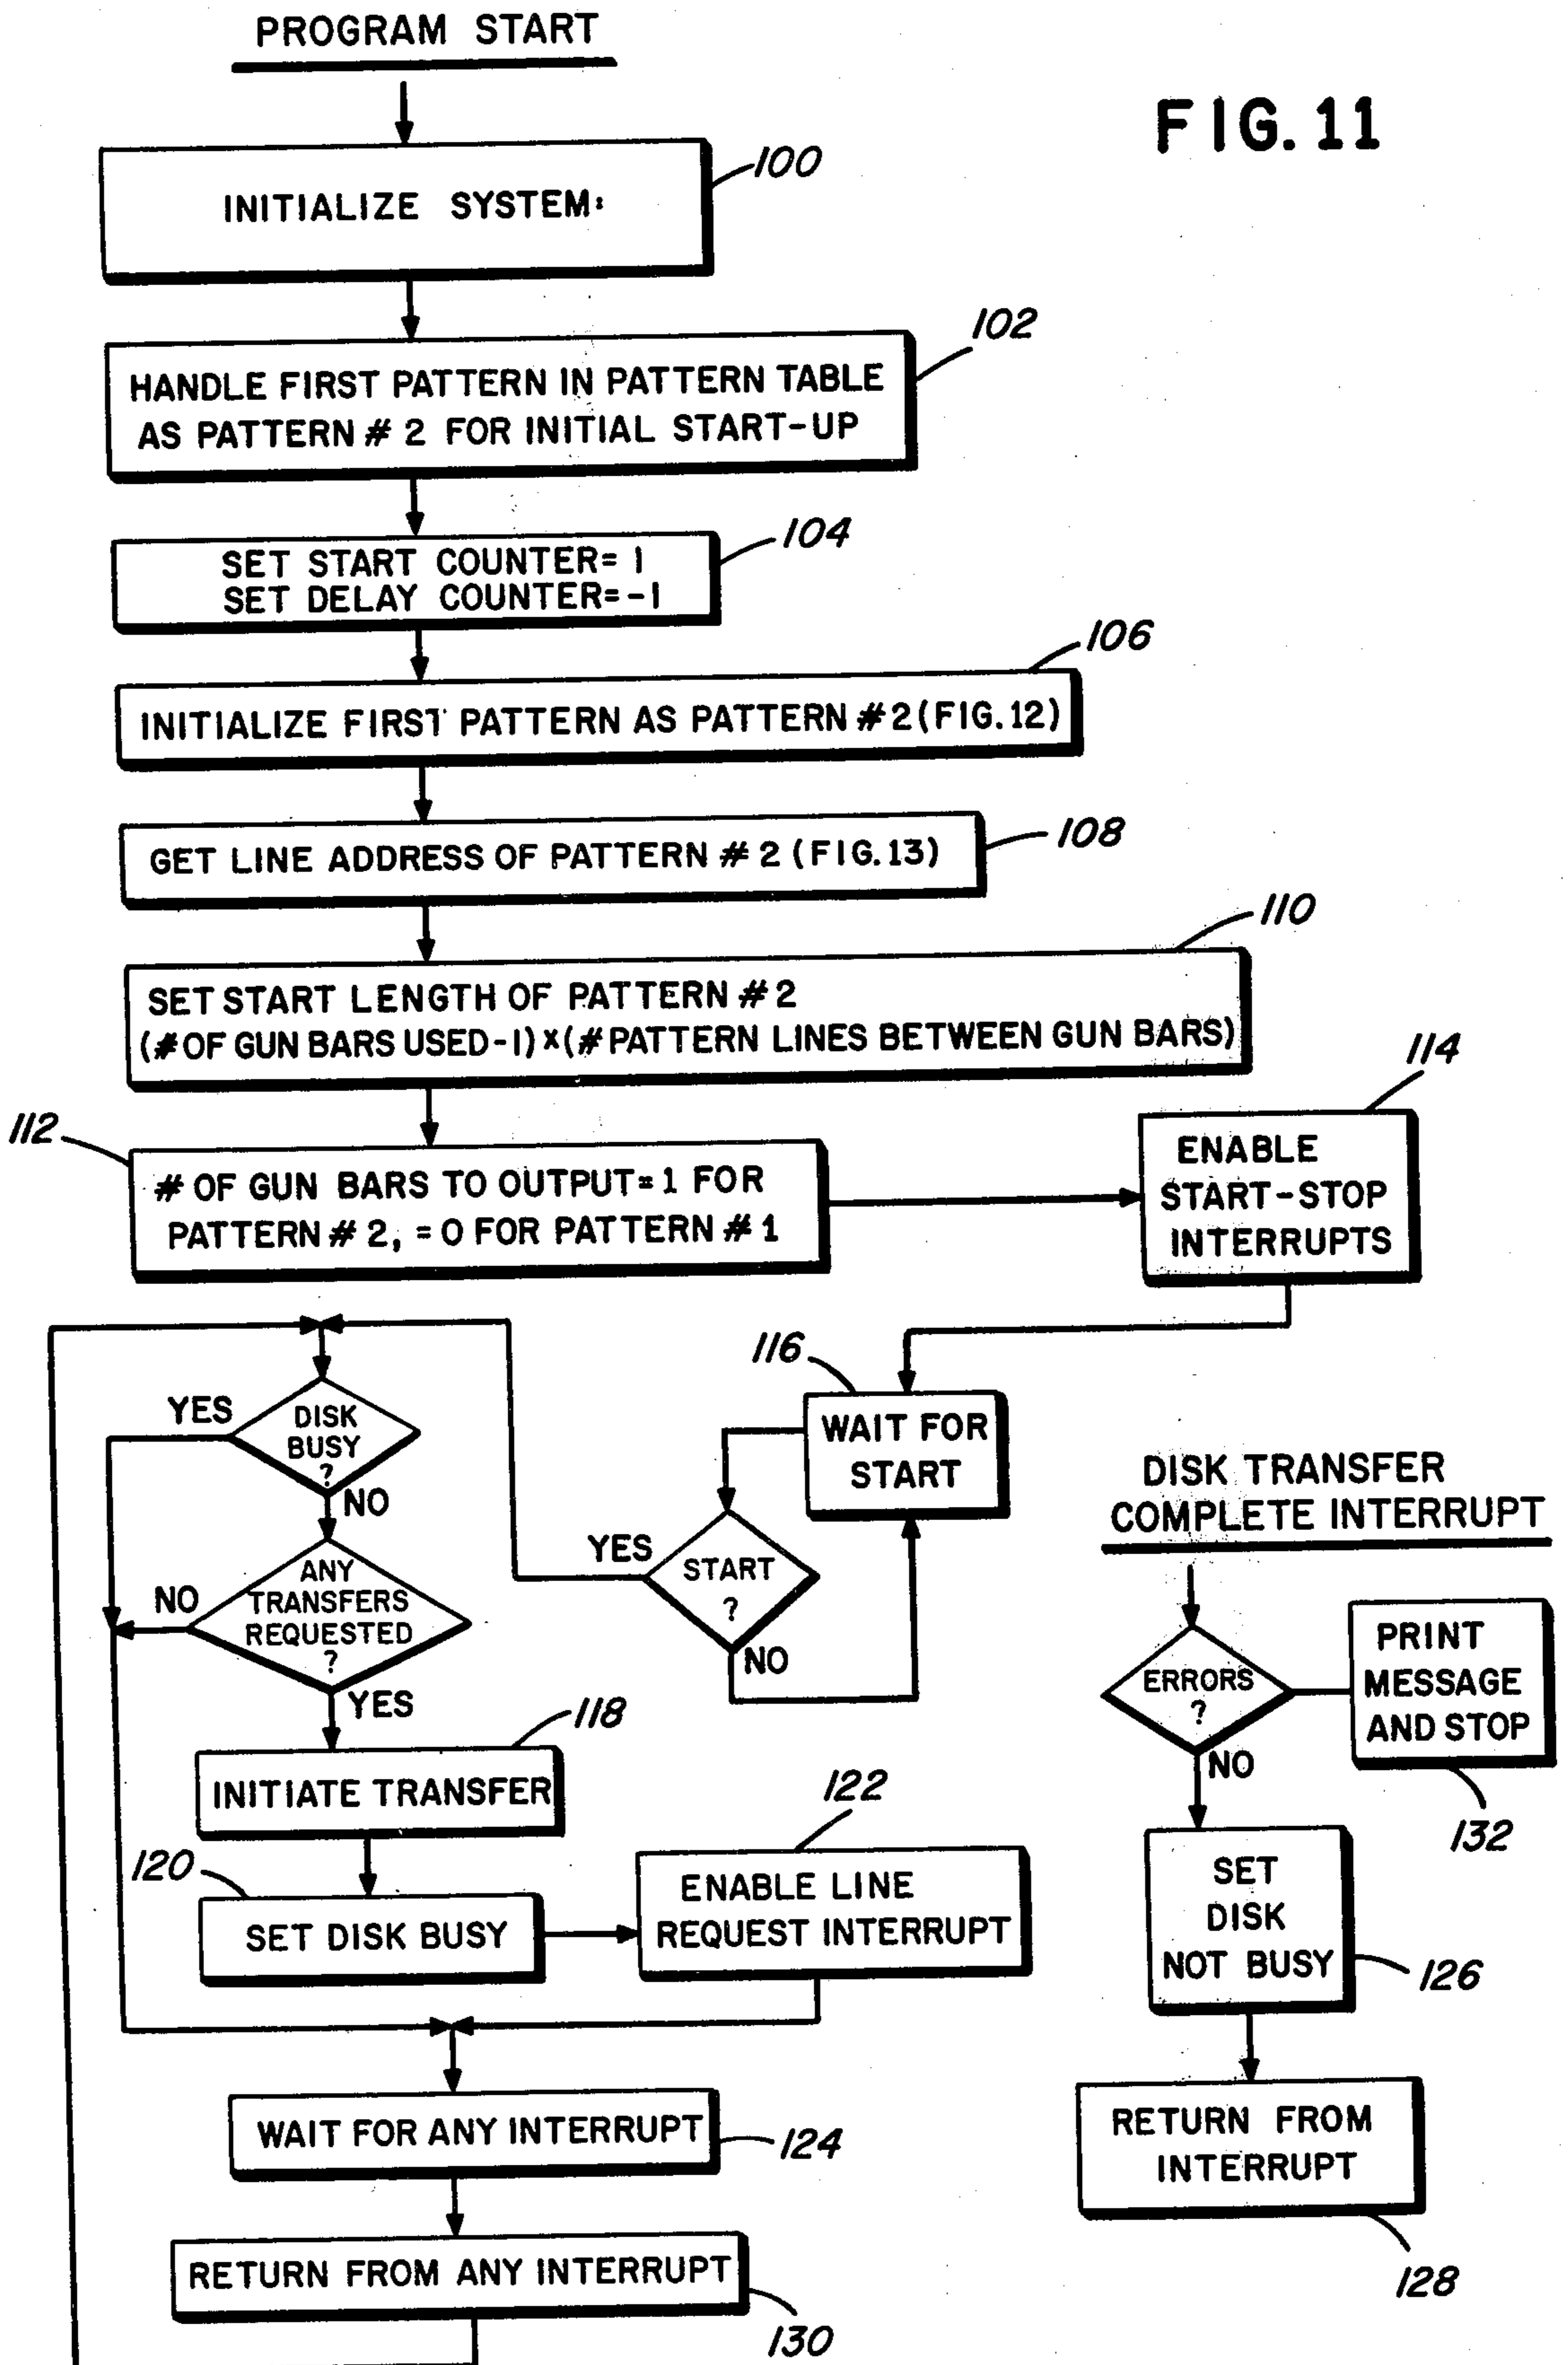 PROGRAM START
FIG. 11
100
INITIALIZE SYSTEM:
102
HANDLE FIRST PATTERN IN PATTERN TABLE
AS PATTERN # 2 FOR INITIAL START-UP
104
SET START COUNTER= 1
SET DELAY COUNTER=-1
106
INITIALIZE FIRST PATTERN AS PATTERN #2 (FIG. 12)
108
GET LINE ADDRESS OF PATTERN # 2 (FIG. 13)
110
SET START LENGTH OF PATTERN #2
(# OF GUN BARS USED-1) x (# PATTERN LINES BETWEEN GUN BARS)
112
# OF GUN BARS TO OUTPUT=1 FOR
PATTERN # 2, =0 FOR PATTERN # 1
114
ENABLE
START-STOP
INTERRUPTS
116
WAIT FOR
START
START
?
YES
NO
DISK
BUSY
?
YES
NO
ANY
TRANSFERS
REQUESTED
?
NO
YES
118
INITIATE TRANSFER
120
SET DISK BUSY
122
ENABLE LINE
REQUEST INTERRUPT
WAIT FOR ANY INTERRUPT
124
RETURN FROM ANY INTERRUPT
130
DISK TRANSFER
COMPLETE INTERRUPT
ERRORS
?
NO
PRINT
MESSAGE
AND STOP
132
SET
DISK
NOT BUSY
126
RETURN FROM
INTERRUPT
128